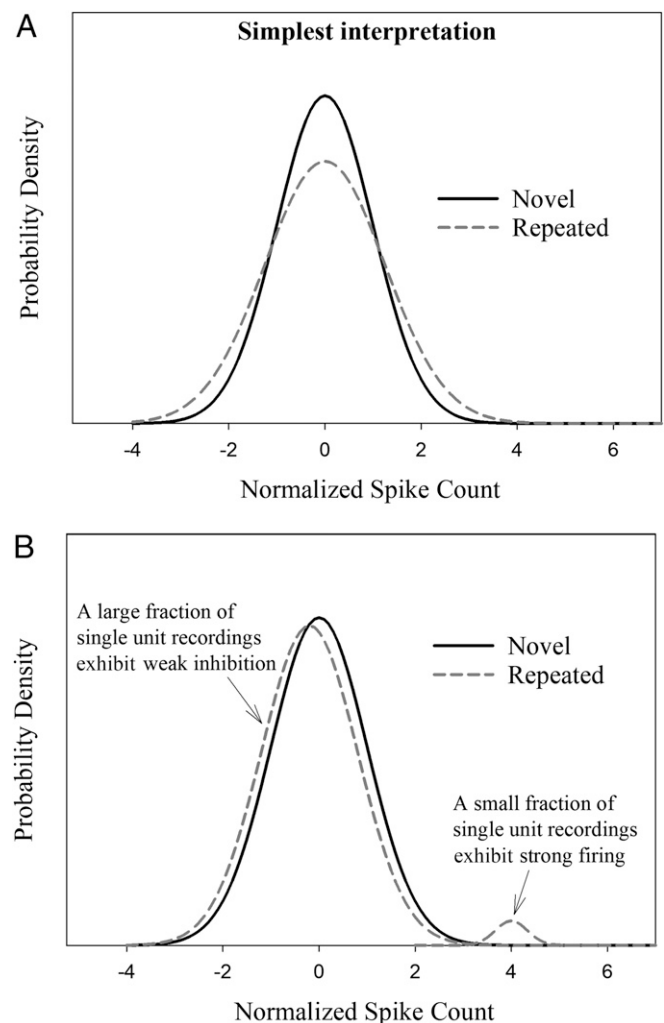 A
Simplest interpretation
Probability Density
Novel
Repeated
-4 -2 0 2 4 6
Normalized Spike Count
B
A large fraction of
single unit recordings
exhibit weak inhibition
Probability Density
Novel
Repeated
A small fraction of
single unit recordings
exhibit strong firing
-4 -2 0 2 4 6
Normalized Spike Count